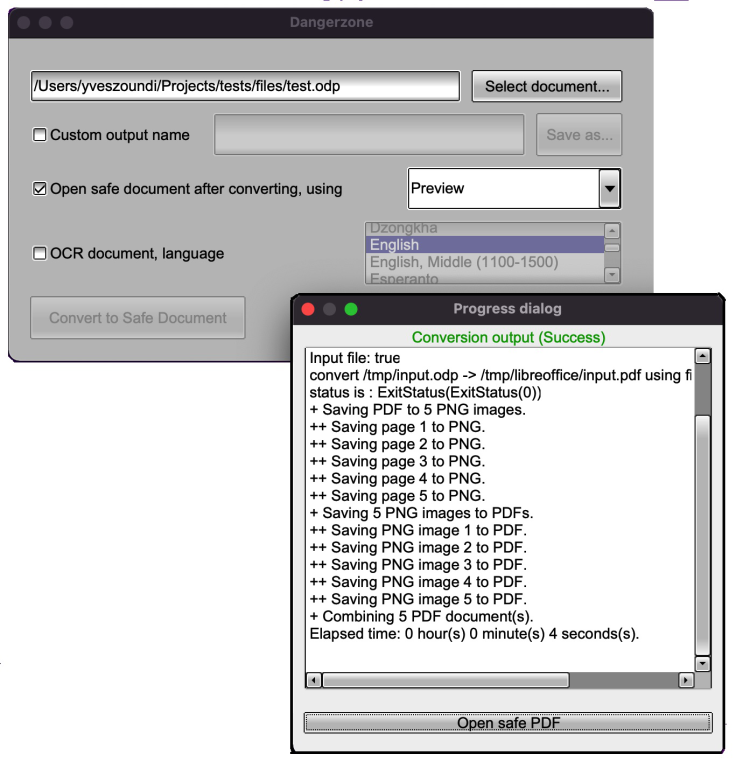 Dangerzone
/Users/yveszoundi/Projects/tests/files/test.odp
Select document...
Custom output name
Save as...
Open safe document after converting, using
Preview
OCR document, language
Dzongkha
English
English, Middle (1100-1500)
Esperanto
Convert to Safe Document
Progress dialog
Conversion output (Success)
Input file: true
convert /tmp/input.odp -> /tmp/libreoffice/input.pdf using fi
status is : ExitStatus(ExitStatus(0))
+ Saving PDF to 5 PNG images.
++ Saving page 1 to PNG.
++ Saving page 2 to PNG.
++ Saving page 3 to PNG.
++ Saving page 4 to PNG.
++ Saving page 5 to PNG.
+ Saving 5 PNG images to PDFs.
++ Saving PNG image 1 to PDF.
++ Saving PNG image 2 to PDF.
++ Saving PNG image 3 to PDF.
++ Saving PNG image 4 to PDF.
++ Saving PNG image 5 to PDF.
+ Combining 5 PDF document(s).
Elapsed time: 0 hour(s) 0 minute(s) 4 seconds(s).
Open safe PDF